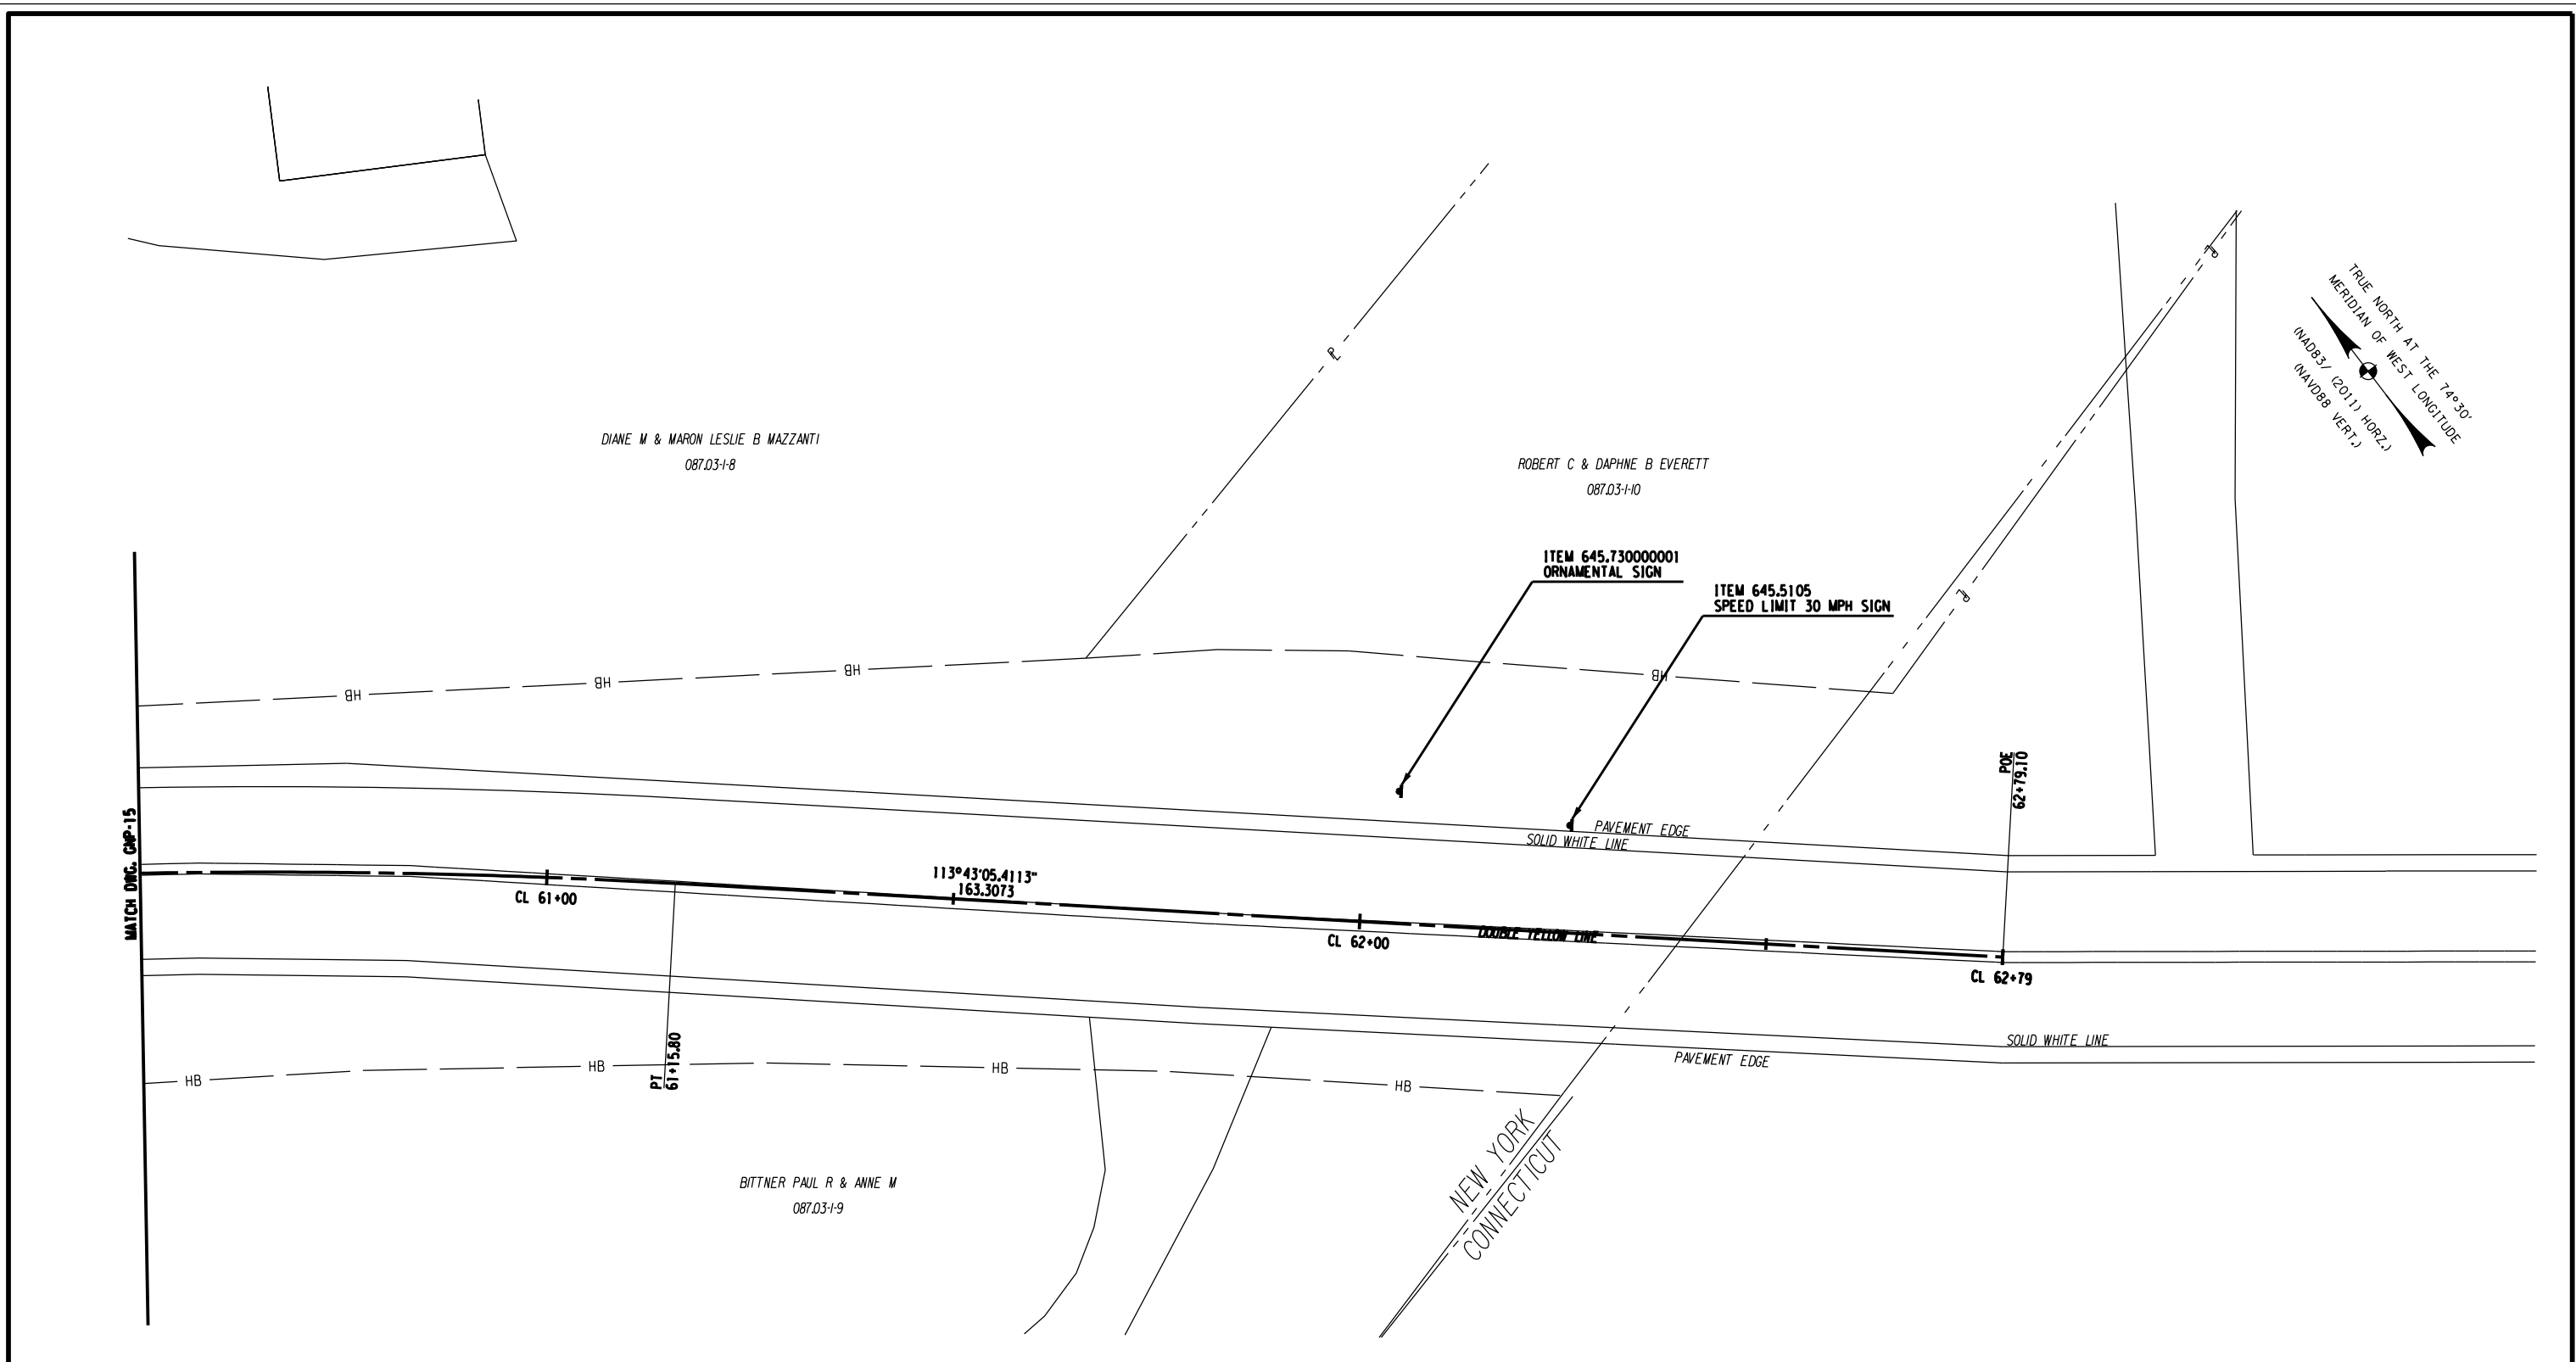 TRUE NORTH AT THE 74°30'
MERIDIAN OF WEST LONGITUDE
(NAD83/ (2011) HORZ.)
(NAVD88 VERT.)
DIANE M & MARON LESLIE B MAZZANTI
087.03-1-8
ROBERT C & DAPHNE B EVERETT
087.03-1-10
ITEM 645.730000001
ORNAMENTAL SIGN
ITEM 645.5105
SPEED LIMIT 30 MPH SIGN
PL
PL
PL
HB
HB
HB
HB
POE
62+79.10
MATCH DWG. GNP-15
PAVEMENT EDGE
SOLID WHITE LINE
113°43'05.4113"
163.3073
CL 61+00
CL 62+00
DOUBLE YELLOW LINE
CL 62+79
PT
61+15.80
SOLID WHITE LINE
PAVEMENT EDGE
HB
HB
HB
HB
NEW YORK
CONNECTICUT
BITTNER PAUL R & ANNE M
087.03-1-9